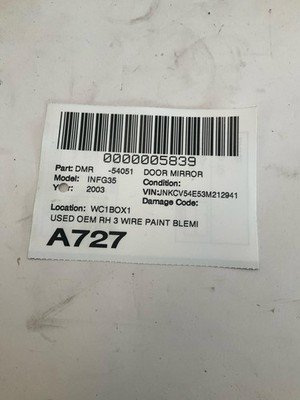 0000005839
Part: DMR -54051 DOOR MIRROR
Model: INFG35 Condition:
Year: 2003 VIN:JNKCV54E53M212941
Damage Code:
Location: WC1BOX1
USED OEM RH 3 WIRE PAINT BLEMI
A727